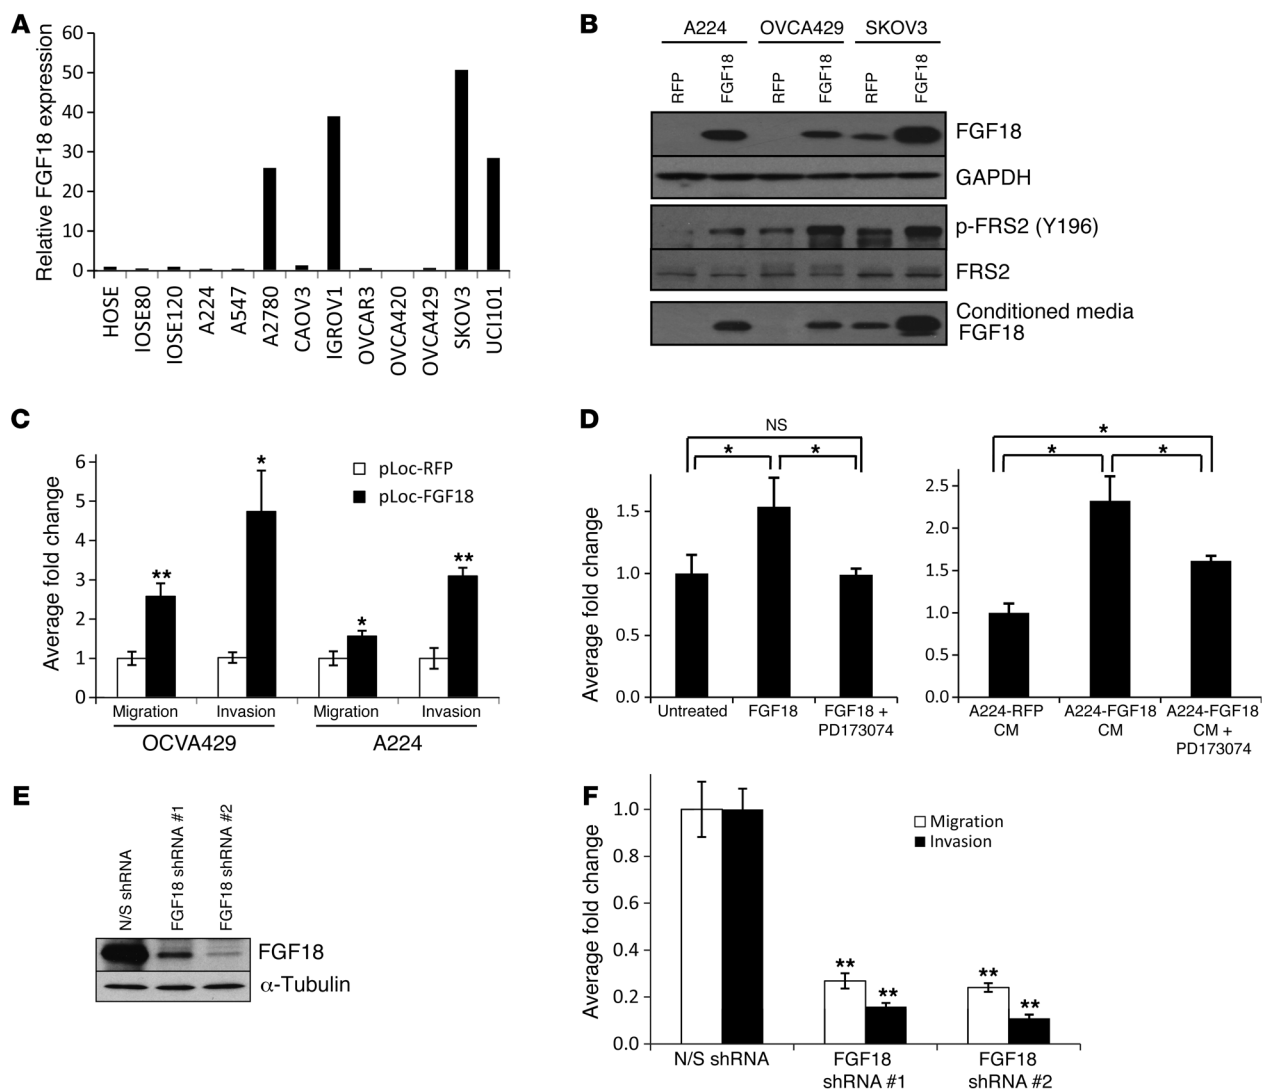 A
Relative FGF18 expression
60
50
40
30
20
10
0
HOSE
IOSE80
IOSE120
A224
A547
A2780
CAOV3
IGROV1
OVCAR3
OVCA420
OVCA429
SKOV3
UCI101
B
A224 OVCA429 SKOV3
RFP FGF18 RFP FGF18 RFP FGF18
FGF18
GAPDH
p-FRS2 (Y196)
FRS2
Conditioned media
FGF18
C
Average fold change
6
5
4
3
2
1
0
pLoc-RFP
pLoc-FGF18
**
*
*
**
Migration Invasion Migration Invasion
OCVA429 A224
D
Average fold change
1.5
1.0
0.5
0.0
NS
* *
Untreated FGF18 FGF18 +
PD173074
2.5
2.0
1.5
1.0
0.5
0.0
*
* *
A224-RFP A224-FGF18 A224-FGF18
CM CM CM +
PD173074
E
N/S shRNA
FGF18 shRNA #1
FGF18 shRNA #2
FGF18
α-Tubulin
F
Average fold change
1.0
0.8
0.6
0.4
0.2
0.0
Migration
Invasion
** ** ** **
N/S shRNA FGF18 FGF18
shRNA #1 shRNA #2